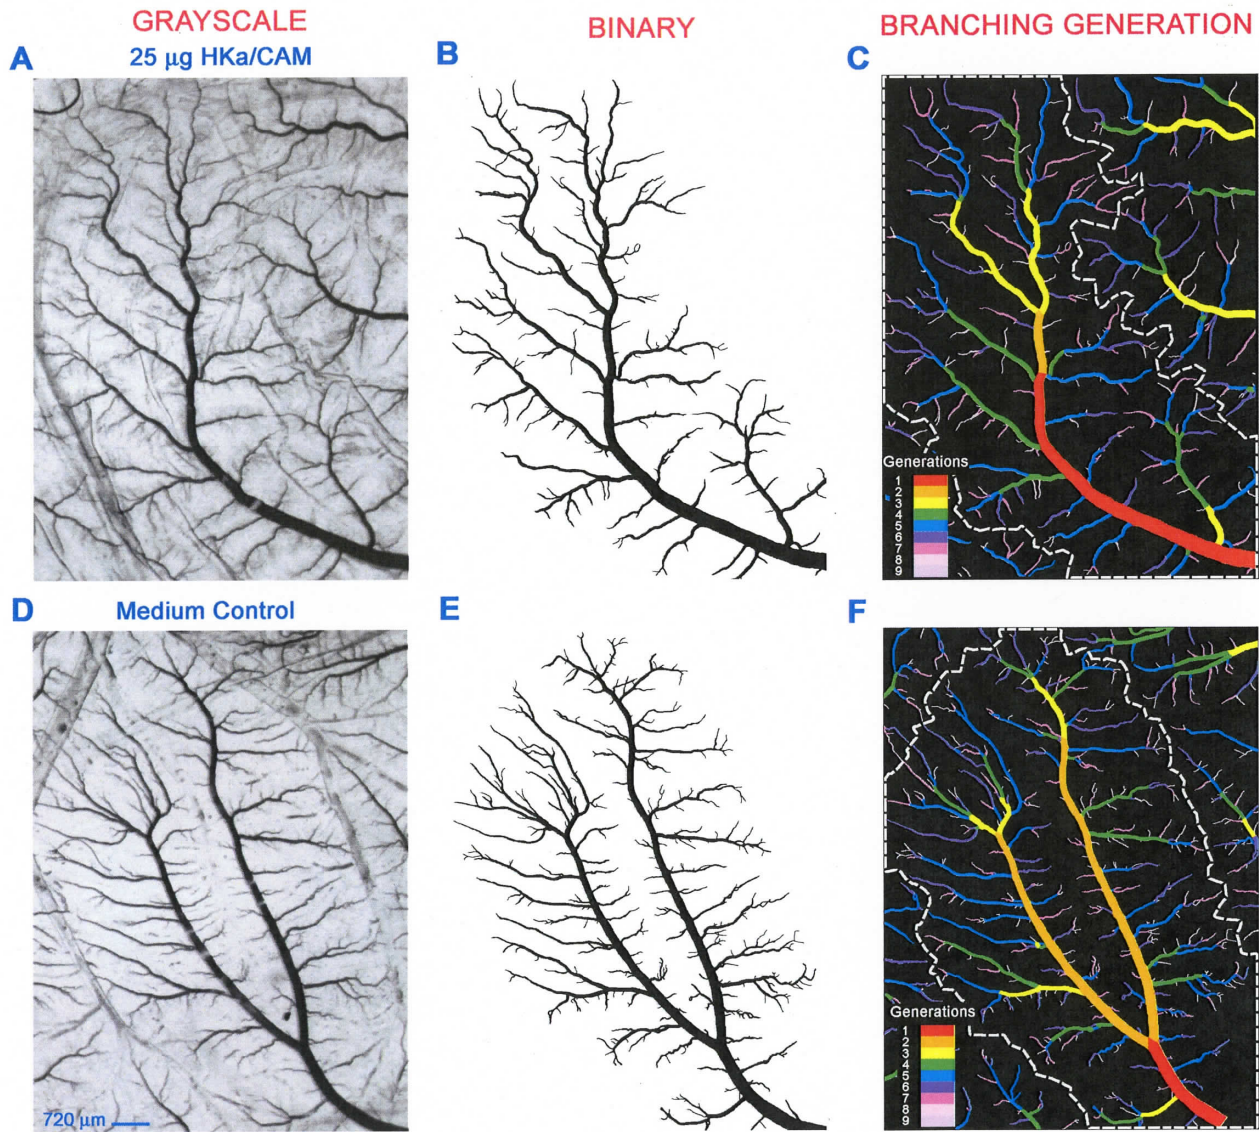 GRAYSCALE
BINARY
BRANCHING GENERATION
A
25 µg HKa/CAM
B
C
Generations
1
2
3
4
5
6
7
8
9
D
Medium Control
E
F
720 µm
Generations
1
2
3
4
5
6
7
8
9